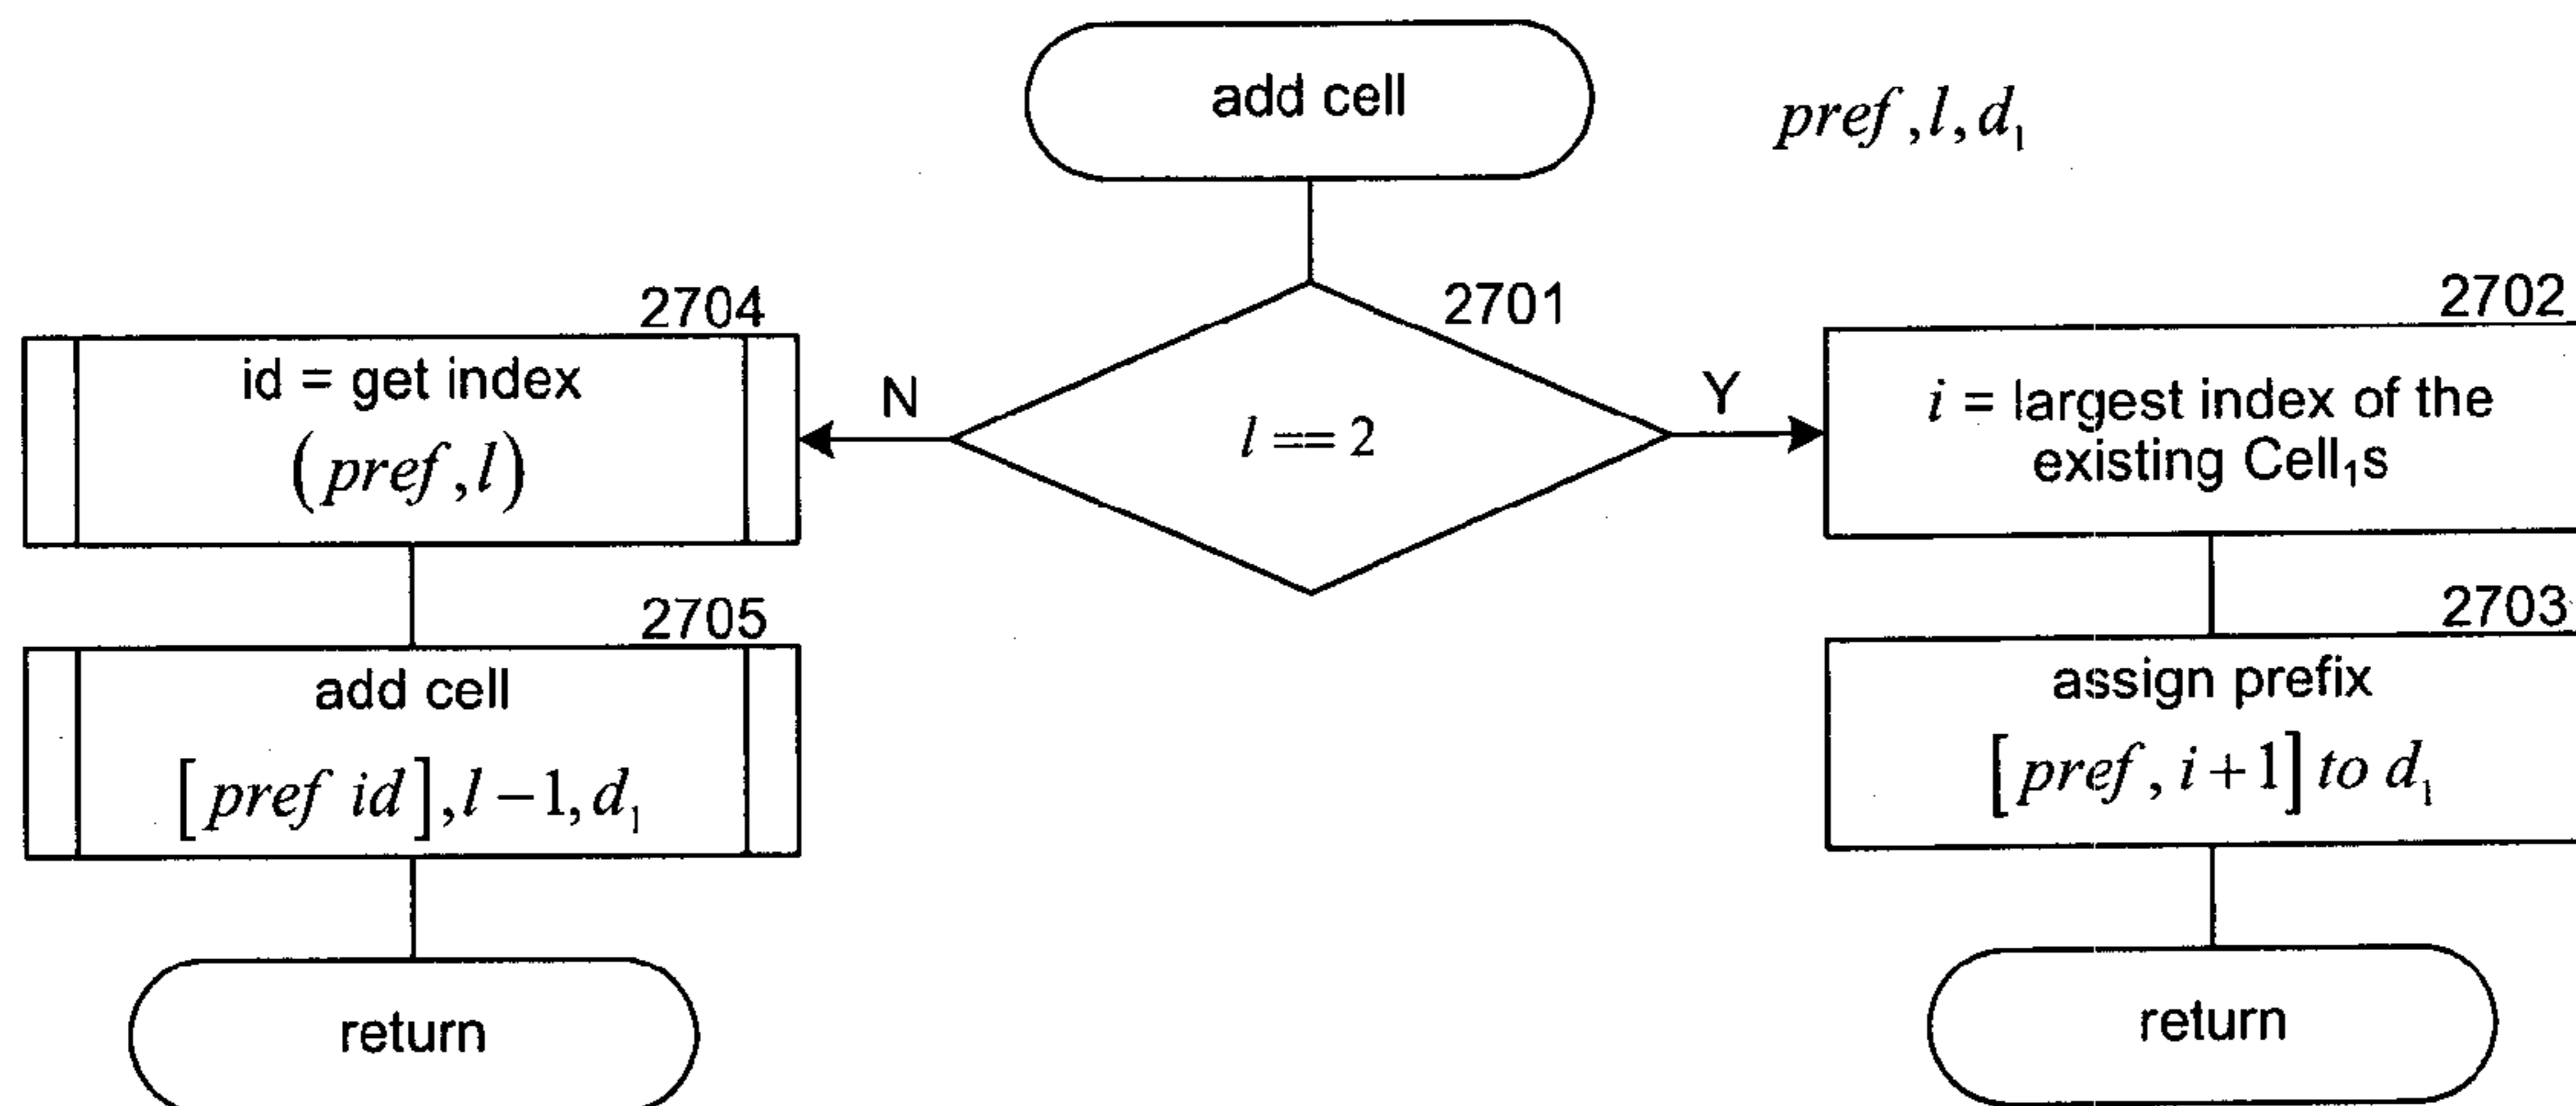 add cell
pref, l, d₁
2701
l == 2
N
Y
2704
id = get index
(pref, l)
2705
add cell
[pref id], l − 1, d₁
return
2702
i = largest index of the
existing Cell₁s
2703
assign prefix
[pref, i + 1] to d₁
return